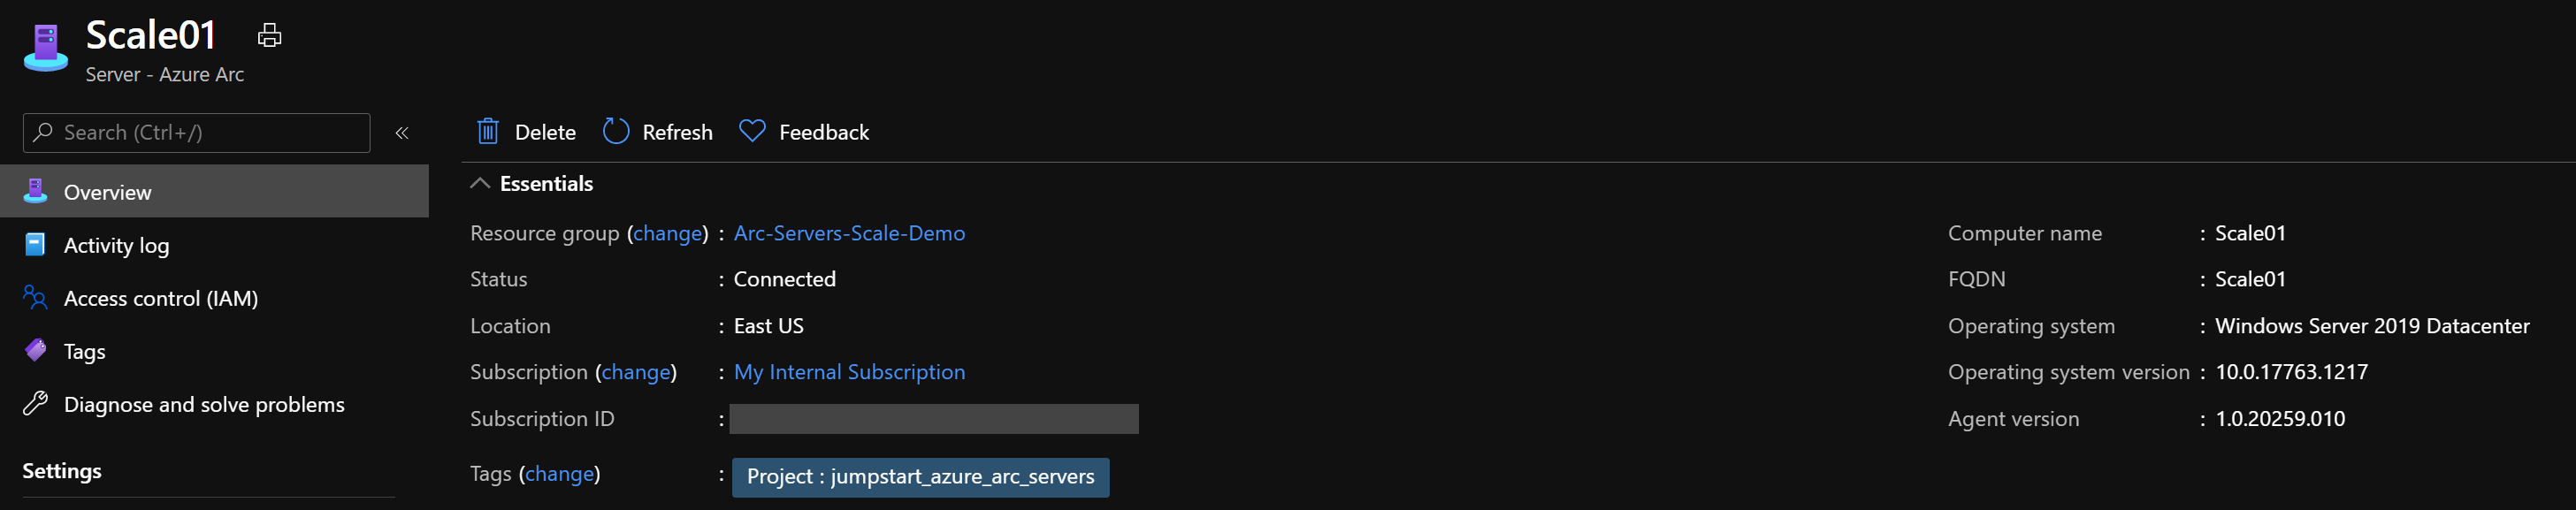 Scale01
Server - Azure Arc
Search (Ctrl+/)
«
Delete Refresh Feedback
Overview
Activity log
Access control (IAM)
Tags
Diagnose and solve problems
Settings
Essentials
Resource group (change) : Arc-Servers-Scale-Demo
Status : Connected
Location : East US
Subscription (change) : My Internal Subscription
Subscription ID :
Tags (change) : Project : jumpstart_azure_arc_servers
Computer name : Scale01
FQDN : Scale01
Operating system : Windows Server 2019 Datacenter
Operating system version : 10.0.17763.1217
Agent version : 1.0.20259.010